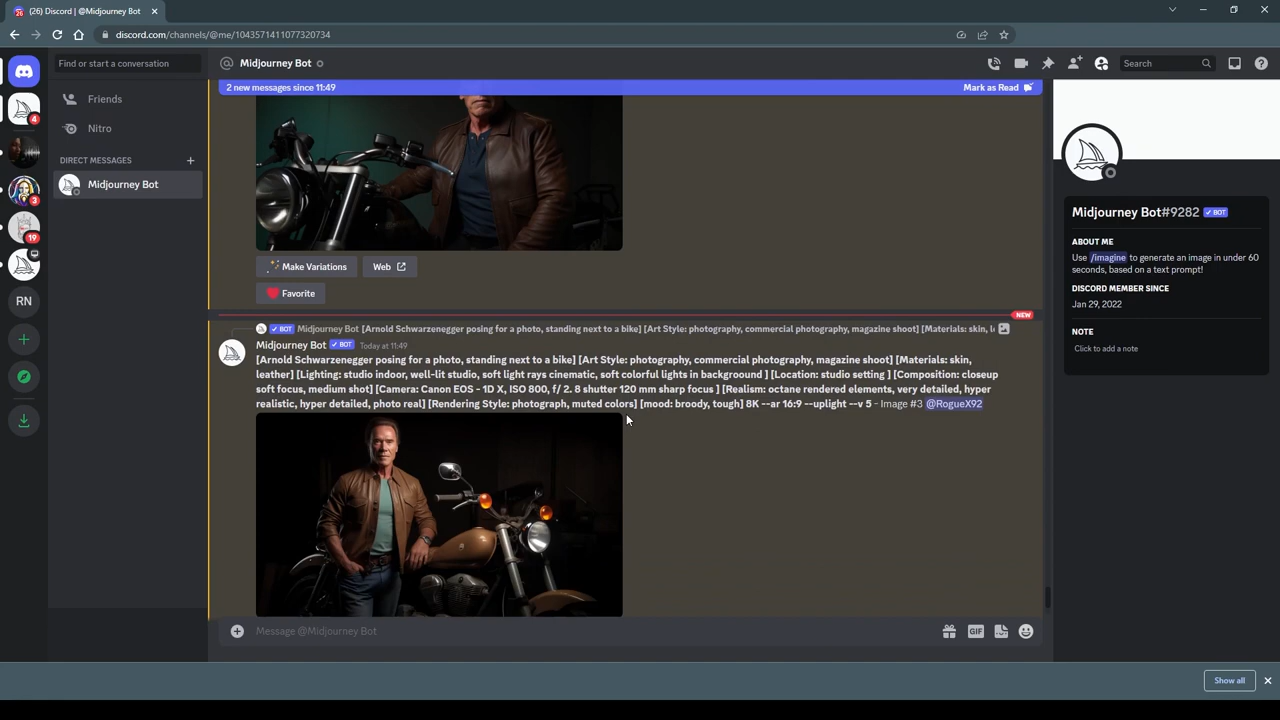 26
(26) Discord | @Midjourney Bot
discord.com/channels/@me/1043571411077320734
Find or start a conversation
Midjourney Bot
Search
2 new messages since 11:49
Mark as Read
4
Friends
Nitro
DIRECT MESSAGES
Midjourney Bot
3
19
RN
Make Variations
Web
Favorite
NEW
BOT Midjourney Bot [Arnold Schwarzenegger posing for a photo, standing next to a bike] [Art Style: photography, commercial photography, magazine shoot] [Materials: skin, l
Midjourney Bot BOT Today at 11:49
[Arnold Schwarzenegger posing for a photo, standing next to a bike] [Art Style: photography, commercial photography, magazine shoot] [Materials: skin,
leather] [Lighting: studio indoor, well-lit studio, soft light rays cinematic, soft colorful lights in background ] [Location: studio setting ] [Composition: closeup
soft focus, medium shot] [Camera: Canon EOS - 1D X, ISO 800, f/ 2. 8 shutter 120 mm sharp focus ] [Realism: octane rendered elements, very detailed, hyper
realistic, hyper detailed, photo real] [Rendering Style: photograph, muted colors] [mood: broody, tough] 8K --ar 16:9 --uplight --v 5 - Image #3 @RogueX92
Message @Midjourney Bot
GIF
Midjourney Bot#9282 BOT
ABOUT ME
Use /imagine to generate an image in under 60
seconds, based on a text prompt!
DISCORD MEMBER SINCE
Jan 29, 2022
NOTE
Click to add a note
Show all